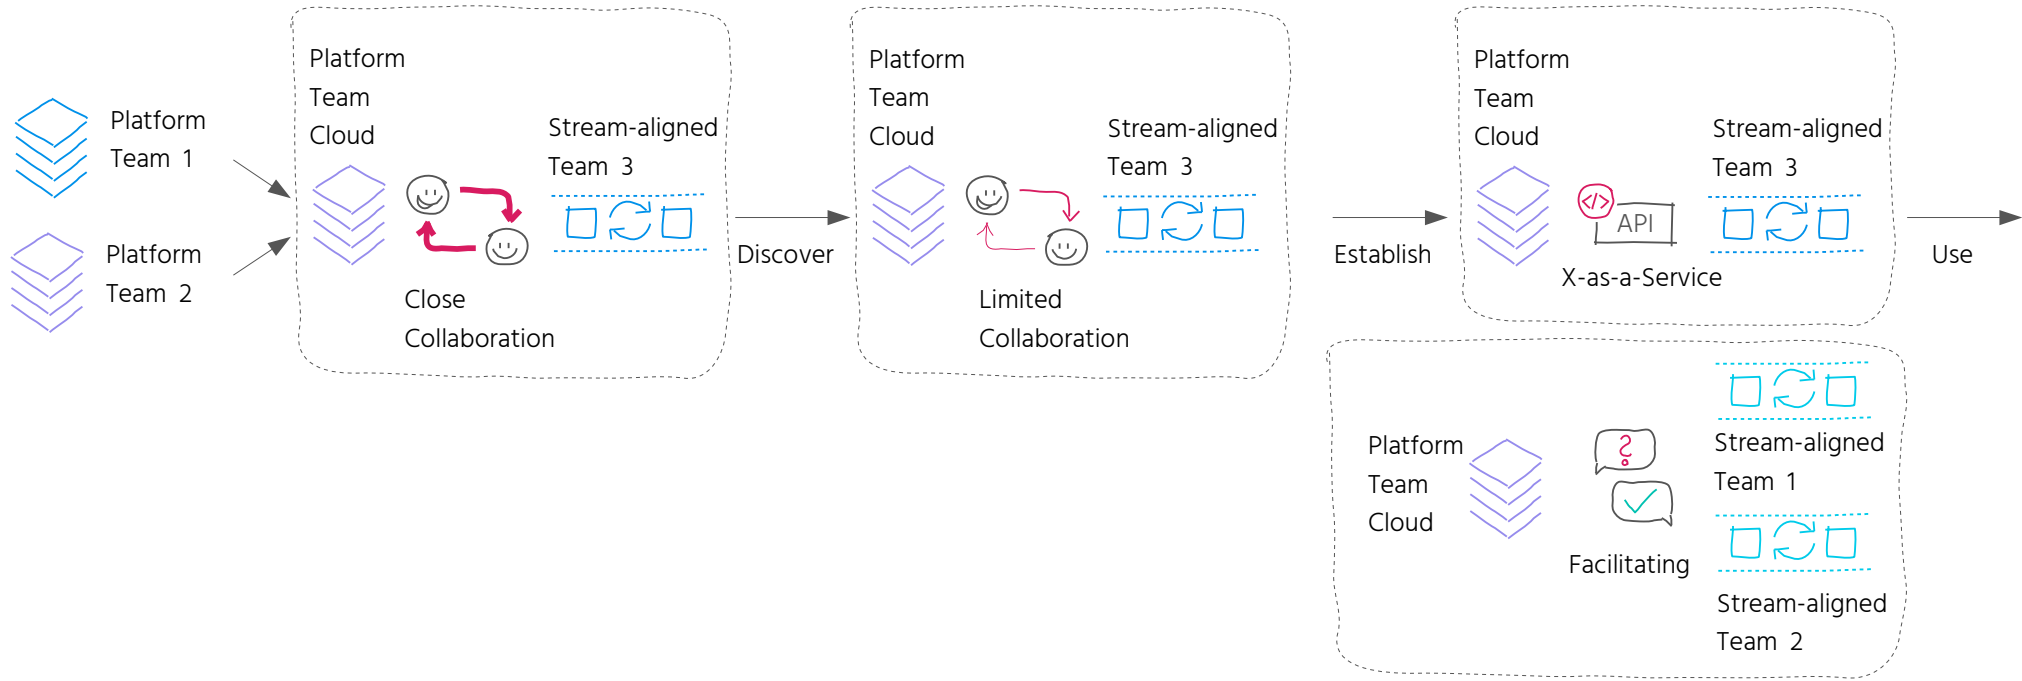 Platform
Team 1
Platform
Team 2
Platform
Team
Cloud
Stream-aligned
Team 3
Close
Collaboration
Discover
Platform
Team
Cloud
Stream-aligned
Team 3
Limited
Collaboration
Establish
Platform
Team
Cloud
Stream-aligned
Team 3
</>
API
X-as-a-Service
Use
Platform
Team
Cloud
?
Facilitating
Stream-aligned
Team 1
Stream-aligned
Team 2